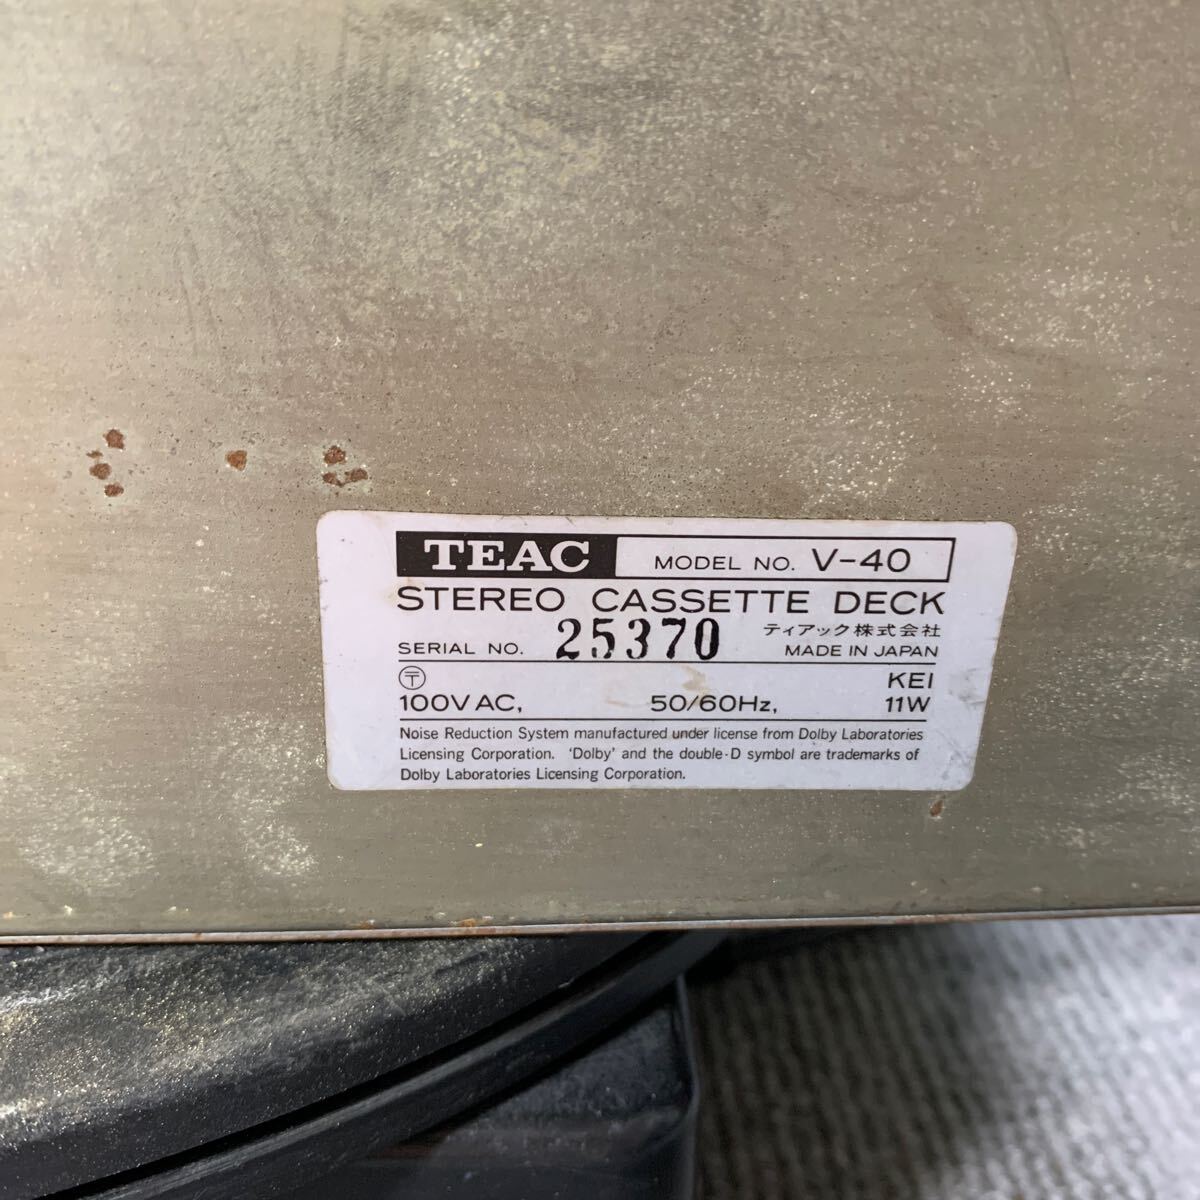 TEAC MODEL NO. V-40
STEREO CASSETTE DECK
SERIAL NO. 25370 ティアック株式会社
MADE IN JAPAN
〶 KEI
100V AC, 50/60Hz, 11W
Noise Reduction System manufactured under license from Dolby Laboratories
Licensing Corporation. 'Dolby' and the double-D symbol are trademarks of
Dolby Laboratories Licensing Corporation.